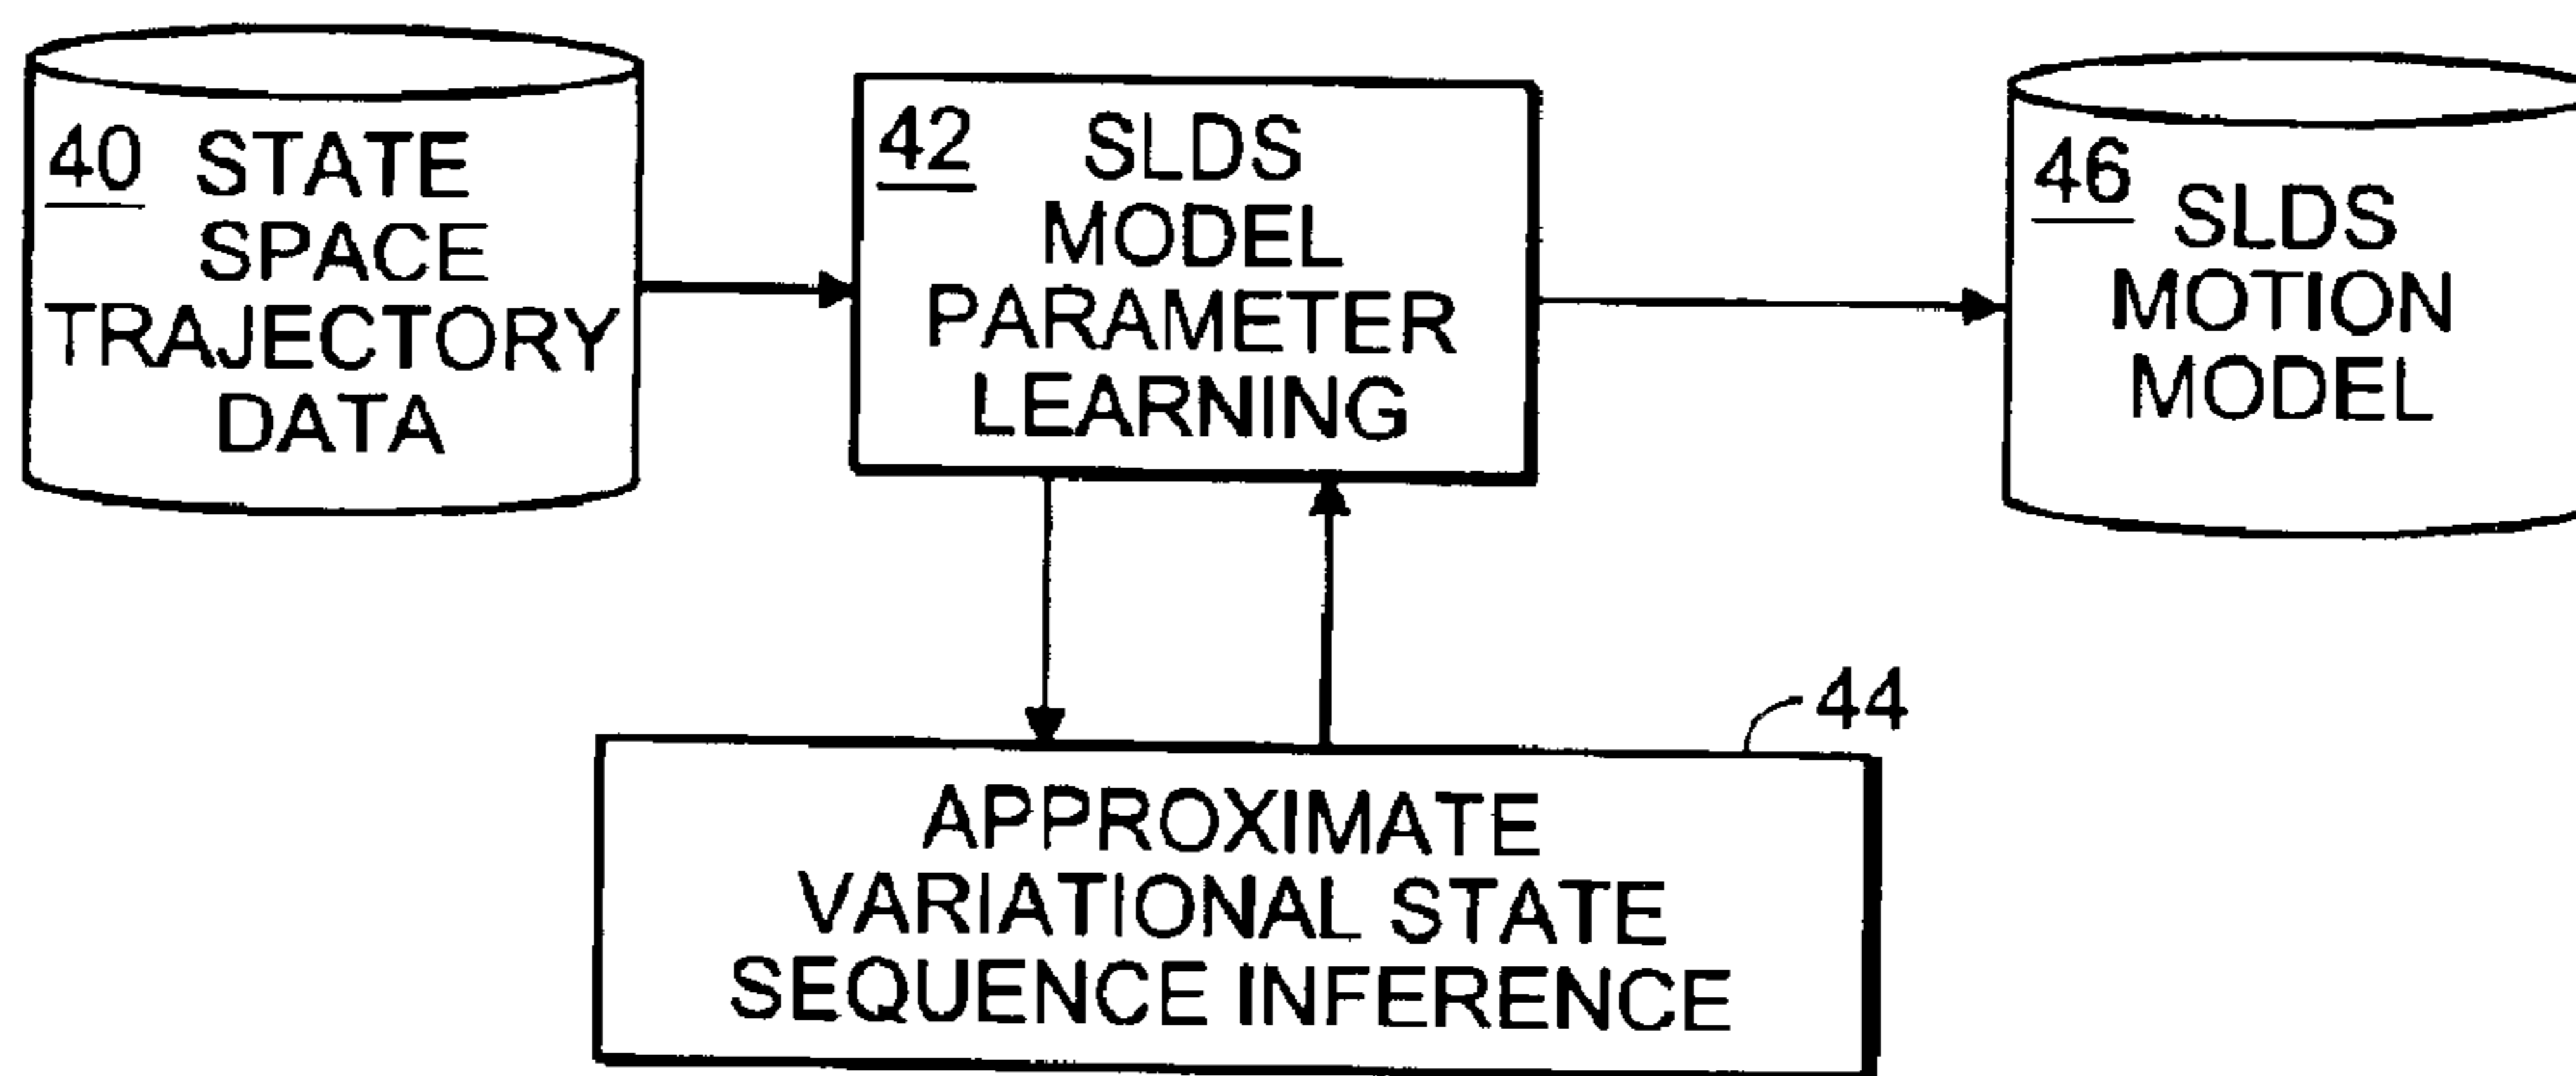 40 STATE
SPACE
TRAJECTORY
DATA
42 SLDS
MODEL
PARAMETER
LEARNING
46 SLDS
MOTION
MODEL
44
APPROXIMATE
VARIATIONAL STATE
SEQUENCE INFERENCE